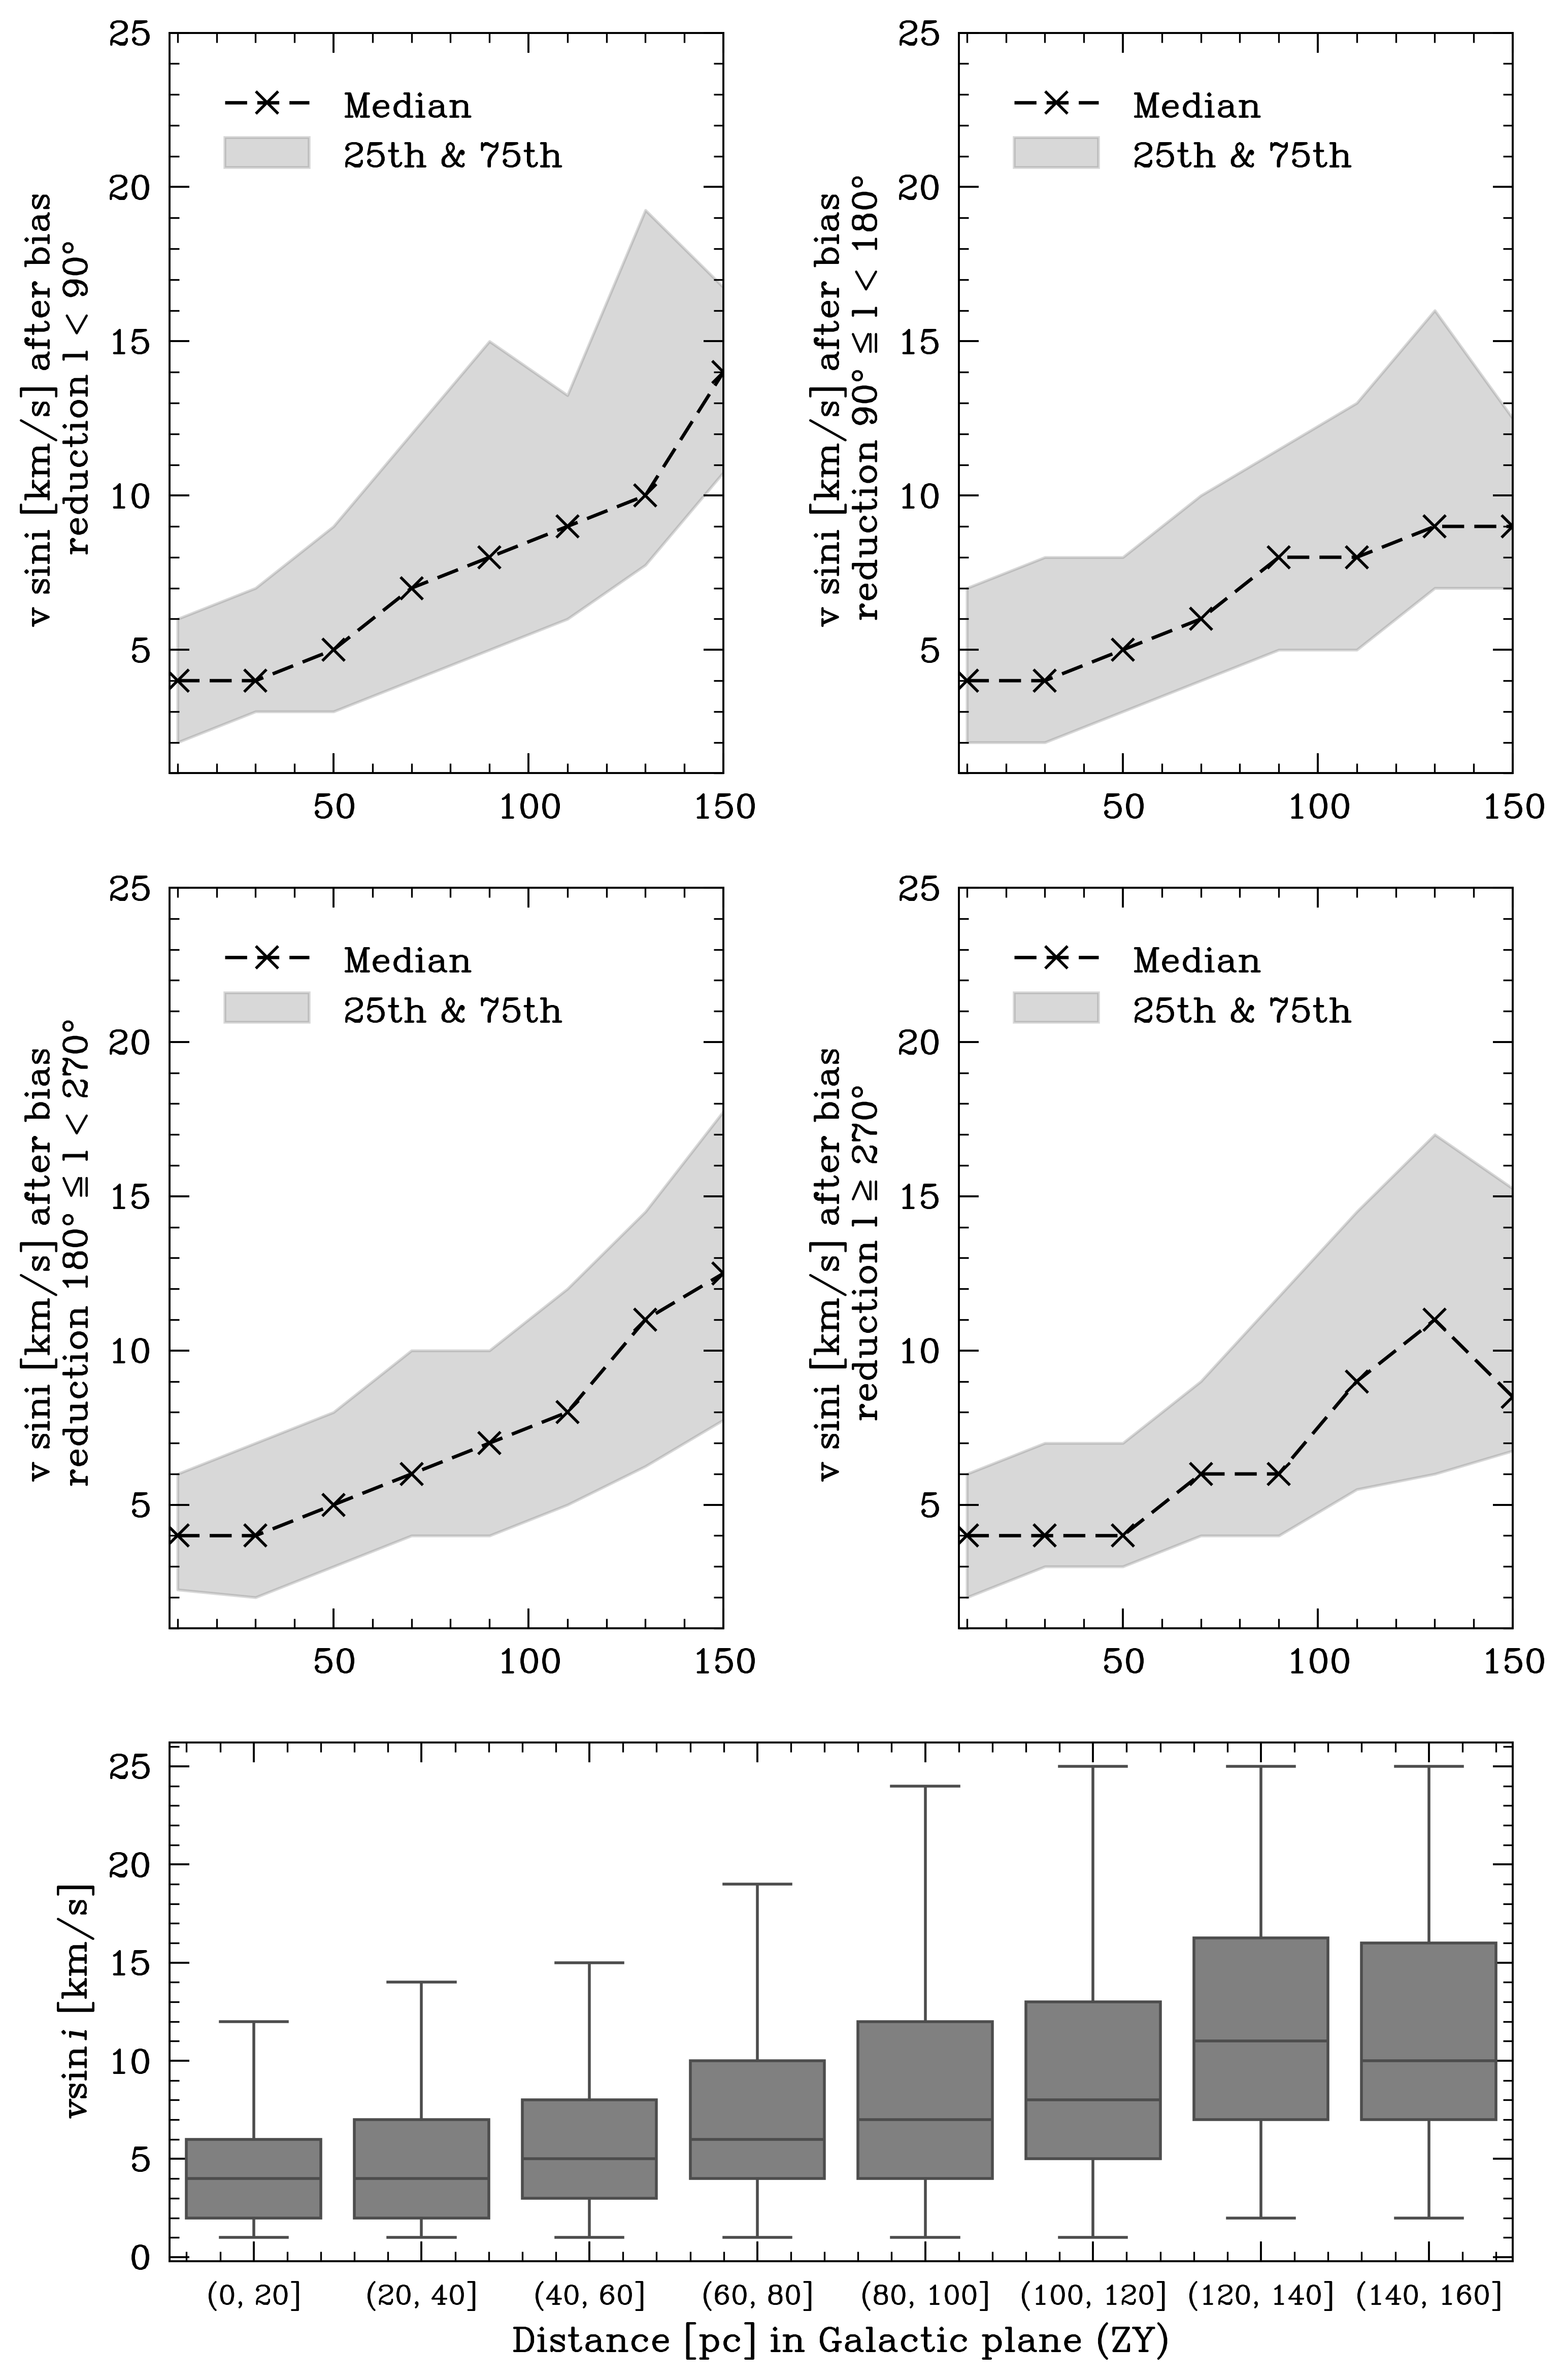 25
20
15
10
5
50
100
150
v sini [km/s] after bias
reduction l < 90°
Median
25th & 75th
25
20
15
10
5
50
100
150
v sini [km/s] after bias
reduction 90° ≤ l < 180°
Median
25th & 75th
25
20
15
10
5
50
100
150
v sini [km/s] after bias
reduction 180° ≤ l < 270°
Median
25th & 75th
25
20
15
10
5
50
100
150
v sini [km/s] after bias
reduction l ≥ 270°
Median
25th & 75th
25
20
15
10
5
0
vsin i [km/s]
(0, 20]
(20, 40]
(40, 60]
(60, 80]
(80, 100]
(100, 120]
(120, 140]
(140, 160]
Distance [pc] in Galactic plane (ZY)